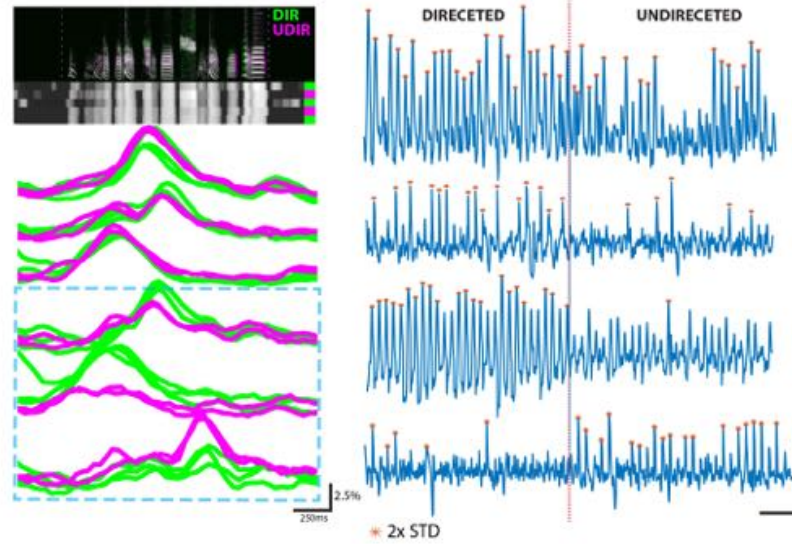 DIR
UDIR
DIRECETED
UNDIRECETED
2.5%
250ms
* 2x STD